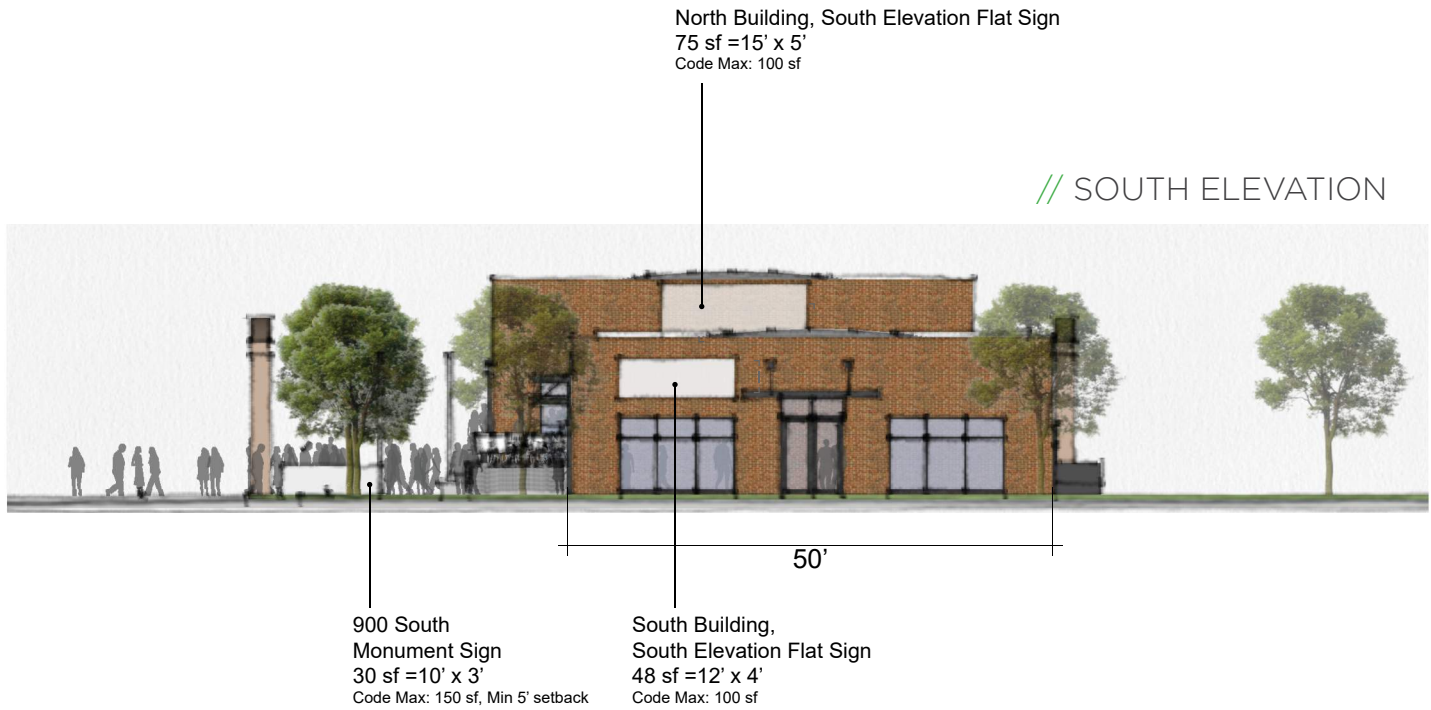 North Building, South Elevation Flat Sign
75 sf =15’ x 5’
Code Max: 100 sf
// SOUTH ELEVATION
50’
900 South
Monument Sign
30 sf =10’ x 3’
Code Max: 150 sf, Min 5’ setback
South Building,
South Elevation Flat Sign
48 sf =12’ x 4’
Code Max: 100 sf